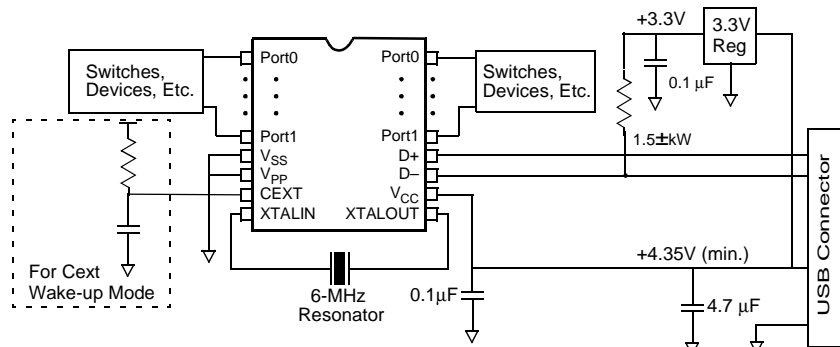 +3.3V
3.3V
Reg
0.1 µF
1.5±kW
Switches,
Devices, Etc.
Port0
Port0
Switches,
Devices, Etc.
Port1
Port1
VSS
D+
VPP
D–
CEXT
VCC
XTALIN
XTALOUT
For Cext
Wake-up Mode
6-MHz
Resonator
0.1µF
+4.35V (min.)
4.7 µF
USB Connector